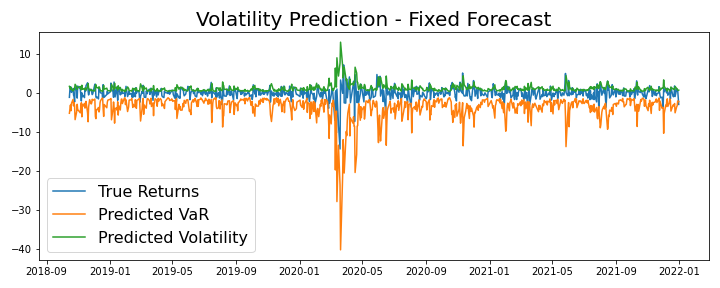 Volatility Prediction - Fixed Forecast
10
0
−10
−20
−30
−40
True Returns
Predicted VaR
Predicted Volatility
2018-09 2019-01 2019-05 2019-09 2020-01 2020-05 2020-09 2021-01 2021-05 2021-09 2022-01